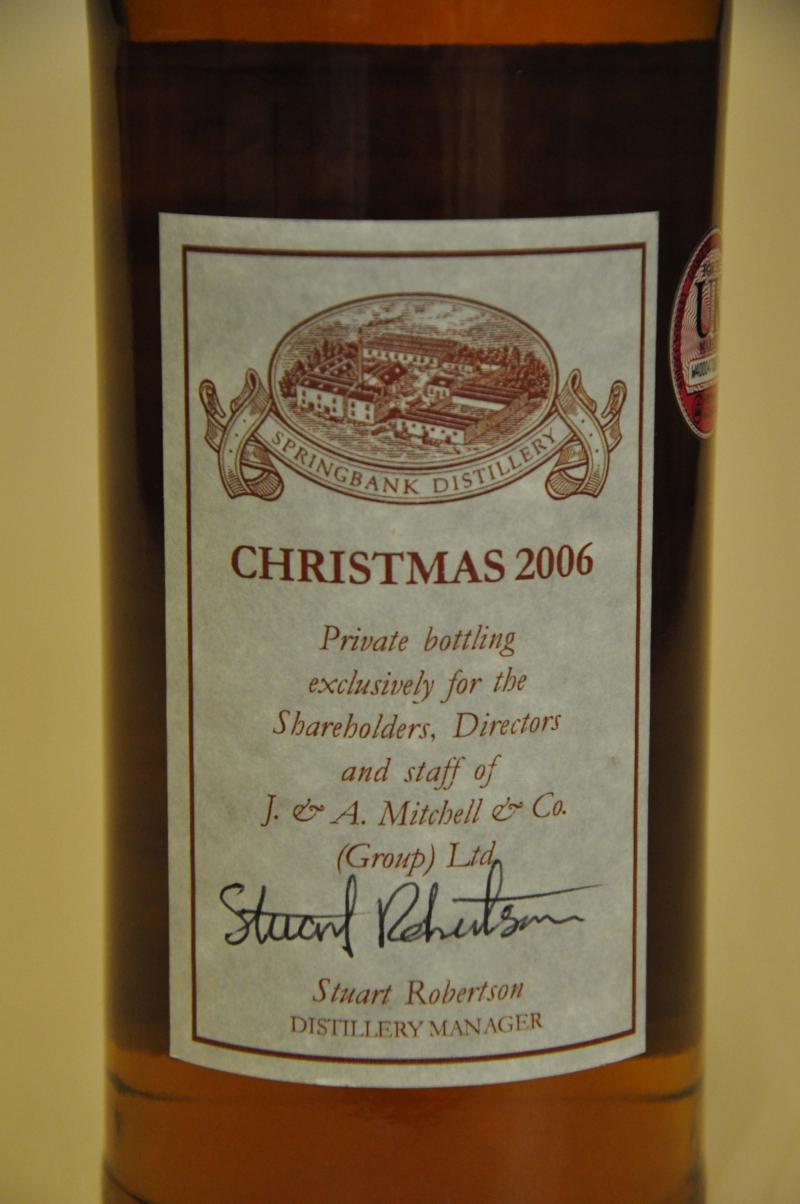 SPRINGBANK DISTILLERY
CHRISTMAS 2006
Private bottling
exclusively for the
Shareholders, Directors
and staff of
J. & A. Mitchell & Co.
(Group) Ltd
Stuart Robertson
Stuart Robertson
DISTILLERY MANAGER